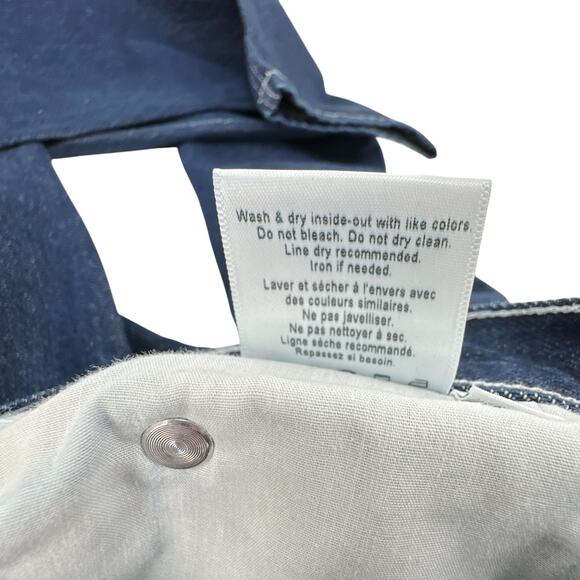 Wash & dry inside-out with like colors.
Do not bleach. Do not dry clean.
Line dry recommended.
Iron if needed.
Laver et sécher à l'envers avec
des couleurs similaires.
Ne pas javelliser.
Ne pas nettoyer à sec.
Ligne sèche recommandé.
Repassez si besoin.